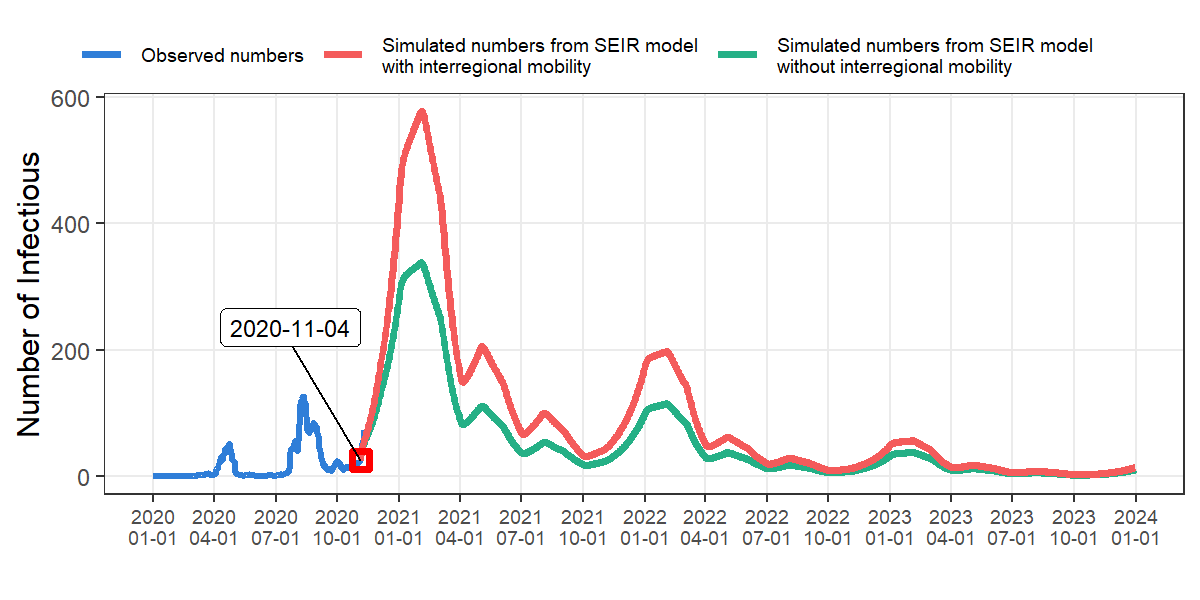 Observed numbers
Simulated numbers from SEIR model
with interregional mobility
Simulated numbers from SEIR model
without interregional mobility
Number of Infectious
600
400
200
0
2020-11-04
2020 2020 2020 2020 2021 2021 2021 2021 2022 2022 2022 2022 2023 2023 2023 2023 2024
01-01 04-01 07-01 10-01 01-01 04-01 07-01 10-01 01-01 04-01 07-01 10-01 01-01 04-01 07-01 10-01 01-01